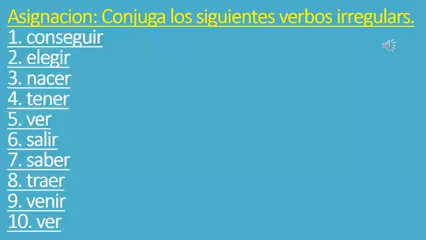 Asignacion: Conjuga los siguientes verbos irregulars.
1. conseguir
2. elegir
3. nacer
4. tener
5. ver
6. salir
7. saber
8. traer
9. venir
10. ver